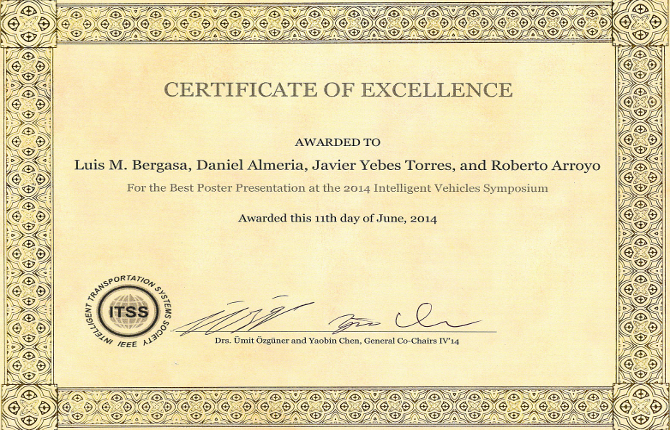 CERTIFICATE OF EXCELLENCE
AWARDED TO
Luis M. Bergasa, Daniel Almeria, Javier Yebes Torres, and Roberto Arroyo
For the Best Poster Presentation at the 2014 Intelligent Vehicles Symposium
Awarded this 11th day of June, 2014
INTELLIGENT TRANSPORTATION SYSTEMS SOCIETY
ITSS
IEEE
Drs. Ümit Özgüner and Yaobin Chen, General Co-Chairs IV'14